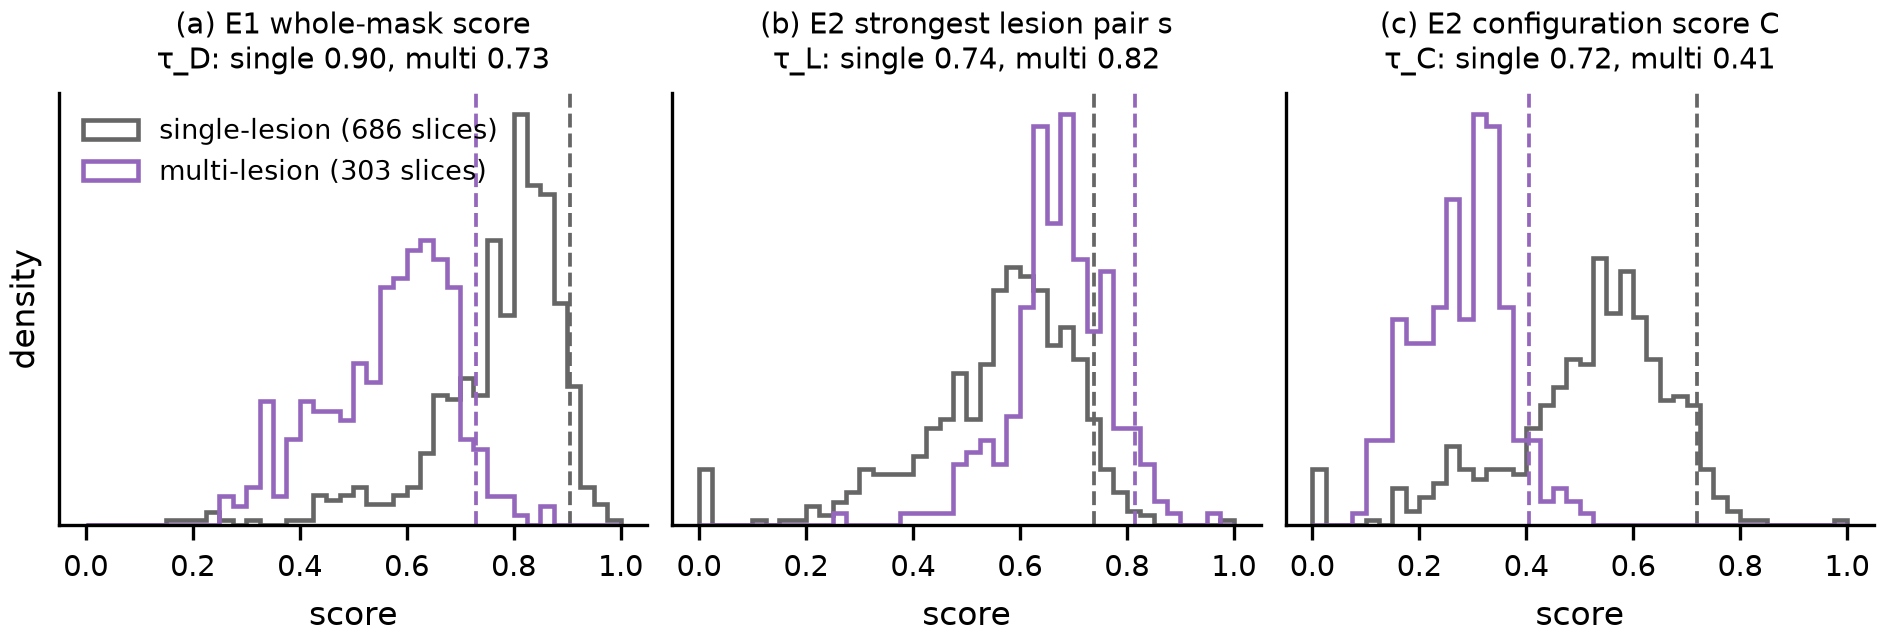 (a) E1 whole-mask score
τ_D: single 0.90, multi 0.73
single-lesion (686 slices)
multi-lesion (303 slices)
density
0.0 0.2 0.4 0.6 0.8 1.0
score
(b) E2 strongest lesion pair s
τ_L: single 0.74, multi 0.82
0.0 0.2 0.4 0.6 0.8 1.0
score
(c) E2 configuration score C
τ_C: single 0.72, multi 0.41
0.0 0.2 0.4 0.6 0.8 1.0
score